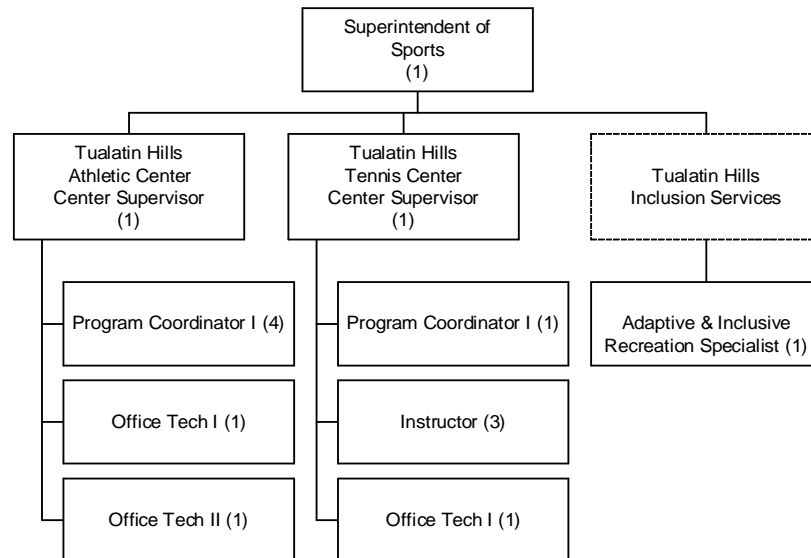 Superintendent of
Sports
(1)
Tualatin Hills
Athletic Center
Center Supervisor
(1)
Tualatin Hills
Tennis Center
Center Supervisor
(1)
Tualatin Hills
Inclusion Services
Program Coordinator I (4)
Program Coordinator I (1)
Adaptive & Inclusive
Recreation Specialist (1)
Office Tech I (1)
Instructor (3)
Office Tech II (1)
Office Tech I (1)